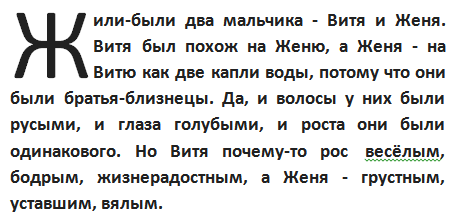 Жили-были два мальчика - Витя и Женя.
Витя был похож на Женю, а Женя - на
Витю как две капли воды, потому что они
были братья-близнецы. Да, и волосы у них были
русыми, и глаза голубыми, и роста они были
одинакового. Но Витя почему-то рос весёлым,
бодрым, жизнерадостным, а Женя - грустным,
уставшим, вялым.